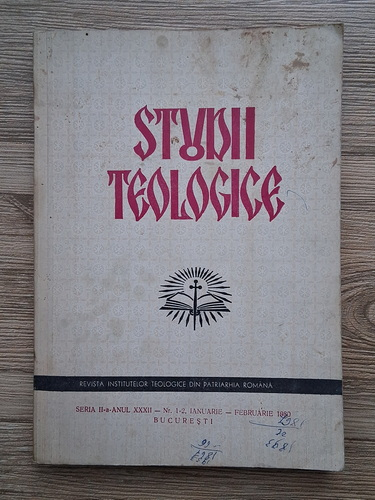 STUDII
TEOLOGICE
REVISTA INSTITUTELOR TEOLOGICE DIN PATRIARHIA ROMÂNĂ
SERIA II-a-ANUL XXXII – Nr. 1-2, IANUARIE – FEBRUARIE 1980
BUCUREȘTI